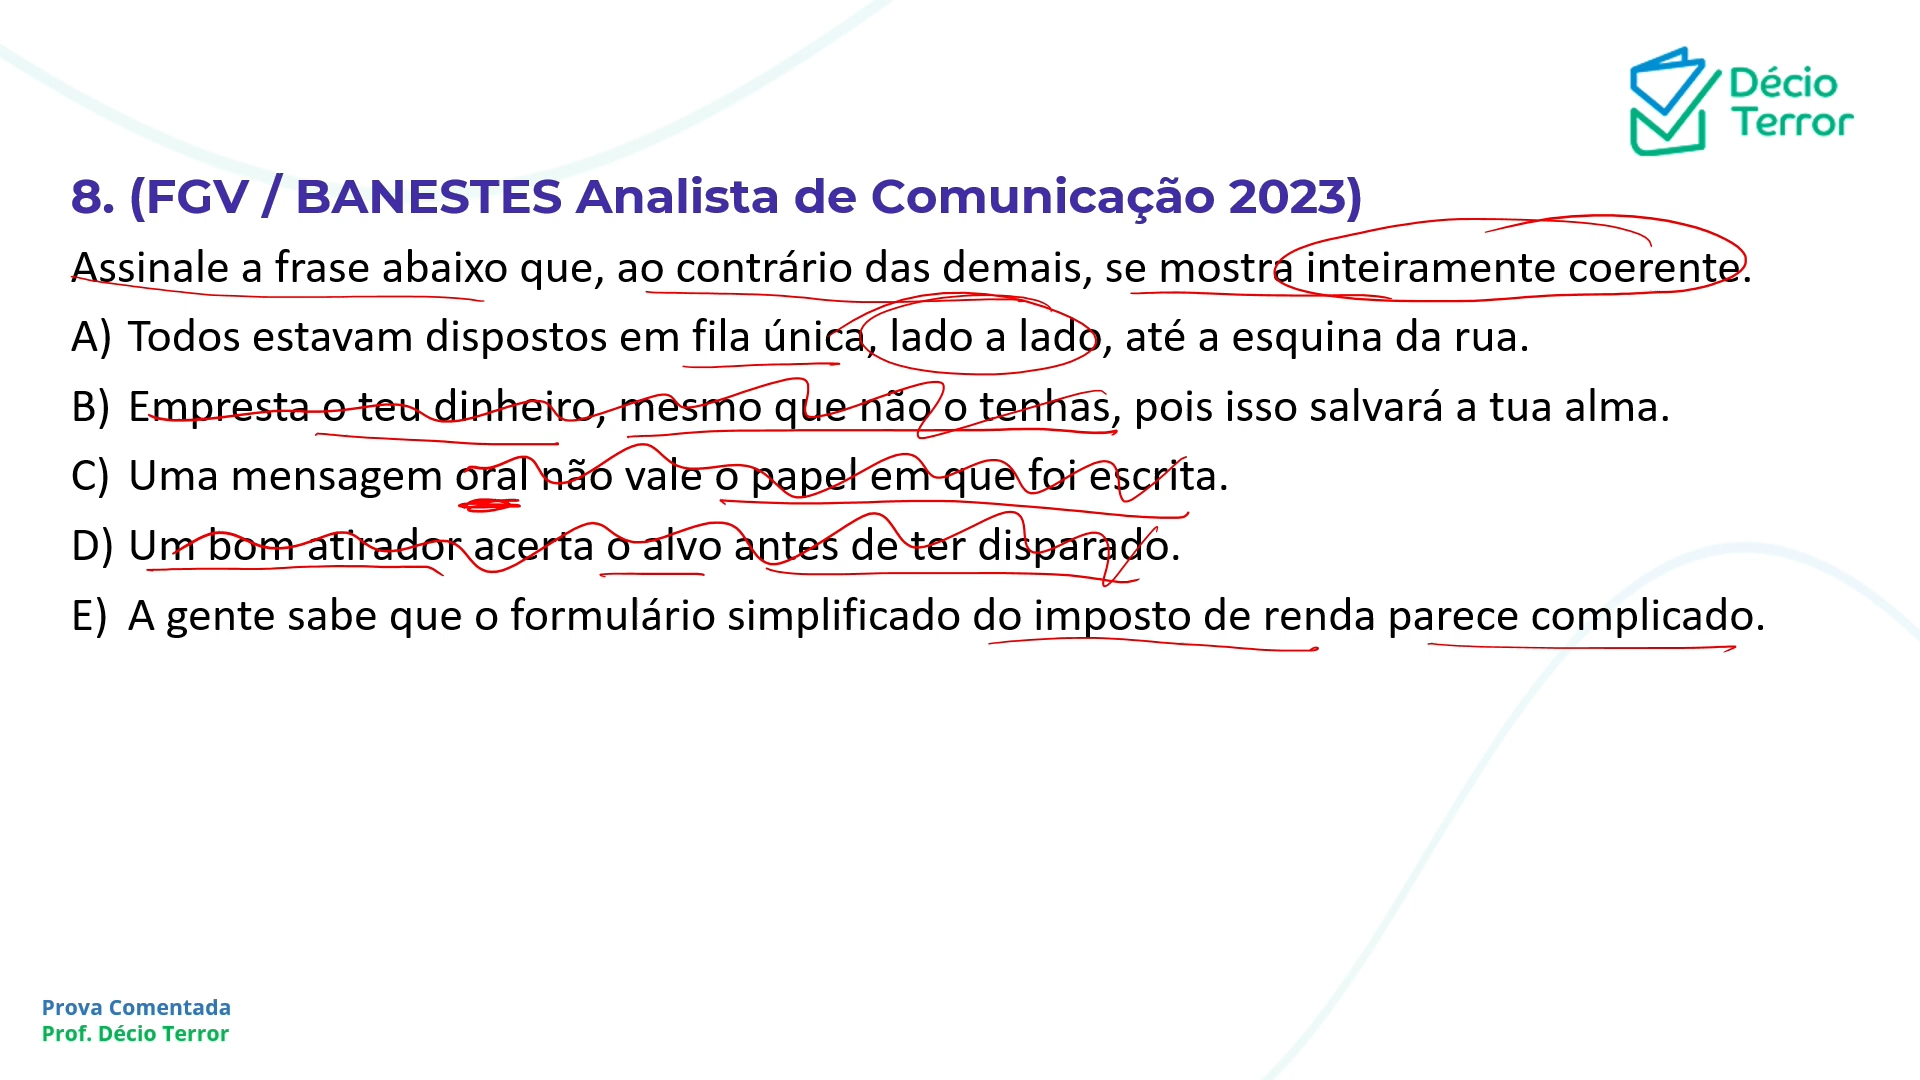 Décio
Terror
8. (FGV / BANESTES Analista de Comunicação 2023)
Assinale a frase abaixo que, ao contrário das demais, se mostra inteiramente coerente.
A) Todos estavam dispostos em fila única, lado a lado, até a esquina da rua.
B) Empresta o teu dinheiro, mesmo que não o tenhas, pois isso salvará a tua alma.
C) Uma mensagem oral não vale o papel em que foi escrita.
D) Um bom atirador acerta o alvo antes de ter disparado.
E) A gente sabe que o formulário simplificado do imposto de renda parece complicado.
Prova Comentada
Prof. Décio Terror